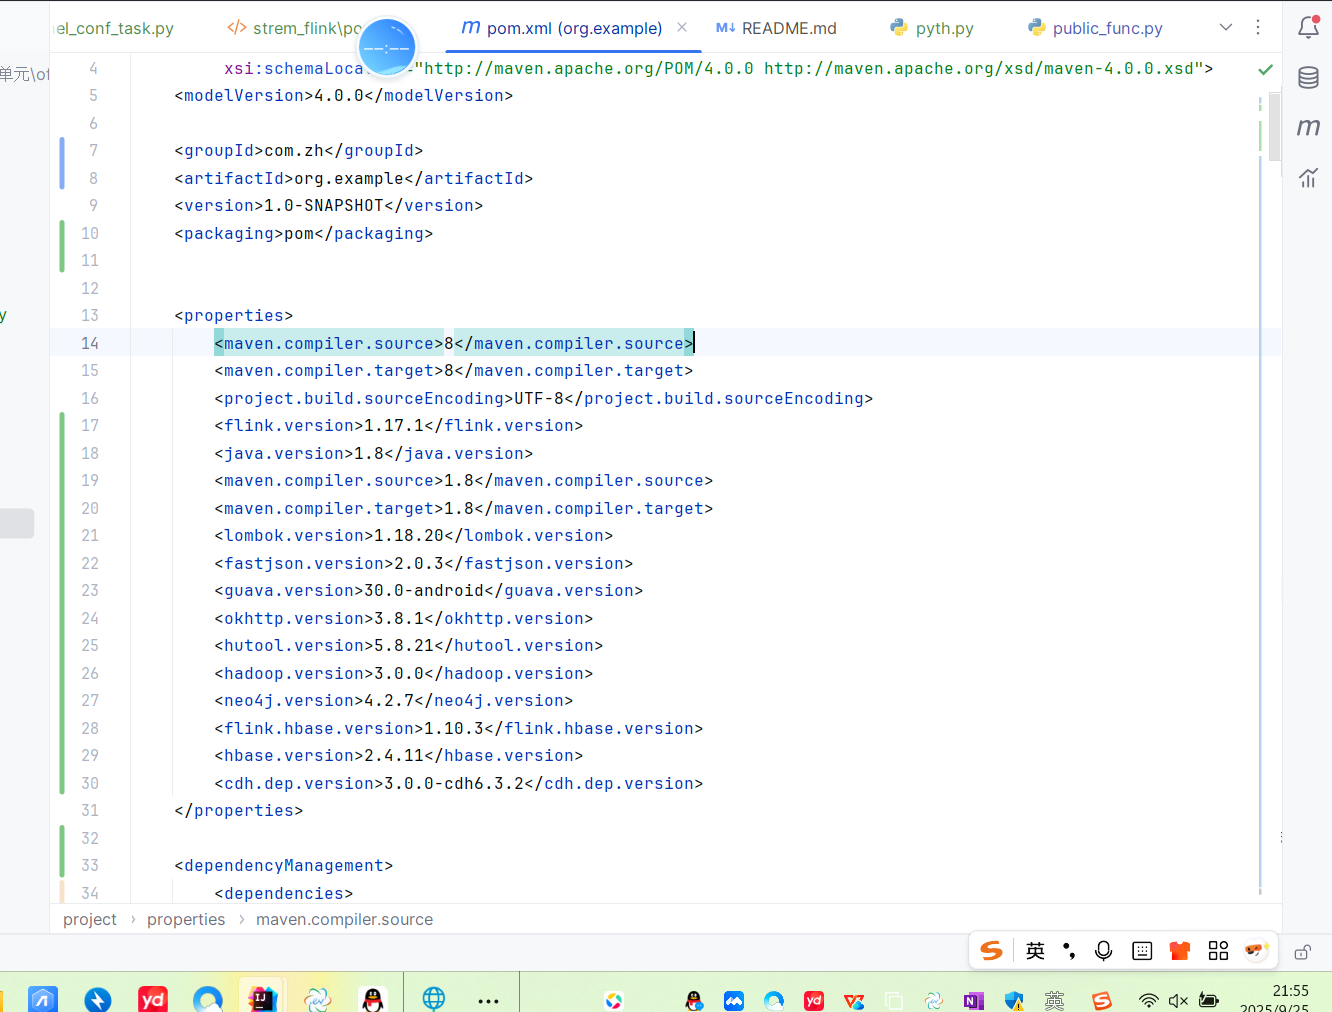 el_conf_task.py
strem_flink\po
pom.xml (org.example)
README.md
pyth.py
public_func.py
单元\of
4 xsi:schemaLoca "http://maven.apache.org/POM/4.0.0 http://maven.apache.org/xsd/maven-4.0.0.xsd">
5 <modelVersion>4.0.0</modelVersion>
6
7 <groupId>com.zh</groupId>
8 <artifactId>org.example</artifactId>
9 <version>1.0-SNAPSHOT</version>
10 <packaging>pom</packaging>
11
12
13 <properties>
14 <maven.compiler.source>8</maven.compiler.source>
15 <maven.compiler.target>8</maven.compiler.target>
16 <project.build.sourceEncoding>UTF-8</project.build.sourceEncoding>
17 <flink.version>1.17.1</flink.version>
18 <java.version>1.8</java.version>
19 <maven.compiler.source>1.8</maven.compiler.source>
20 <maven.compiler.target>1.8</maven.compiler.target>
21 <lombok.version>1.18.20</lombok.version>
22 <fastjson.version>2.0.3</fastjson.version>
23 <guava.version>30.0-android</guava.version>
24 <okhttp.version>3.8.1</okhttp.version>
25 <hutool.version>5.8.21</hutool.version>
26 <hadoop.version>3.0.0</hadoop.version>
27 <neo4j.version>4.2.7</neo4j.version>
28 <flink.hbase.version>1.10.3</flink.hbase.version>
29 <hbase.version>2.4.11</hbase.version>
30 <cdh.dep.version>3.0.0-cdh6.3.2</cdh.dep.version>
31 </properties>
32
33 <dependencyManagement>
34 <dependencies>
project › properties › maven.compiler.source
英
yd
yd
英
21:55
2025/9/25